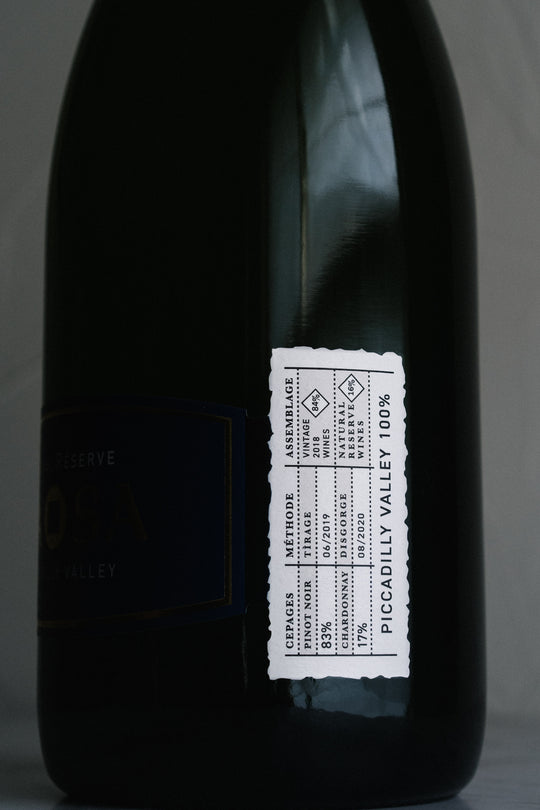 RESERVE
VALLEY
CEPAGES
PINOT NOIR
83%
CHARDONNAY
17%
MÉTHODE
TIRAGE
06/2019
DISGORGE
08/2020
ASSEMBLAGE
VINTAGE
2018
WINES
84%
NATURAL
RESERVE
WINES
16%
PICCADILLY VALLEY 100%